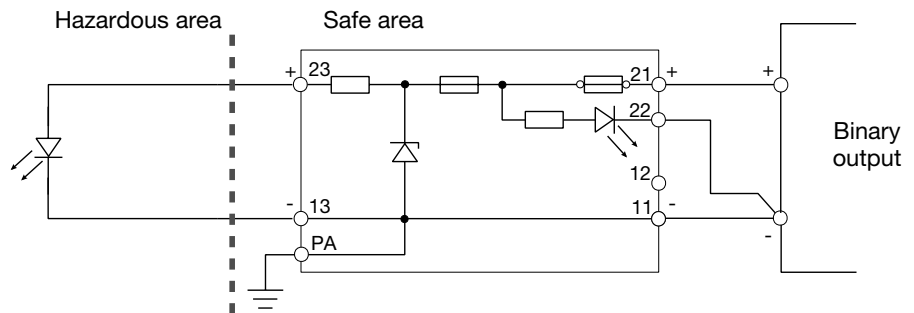 Hazardous area
Safe area
+ 23
21 +
+
22
Binary
output
12
- 13
11 -
-
PA